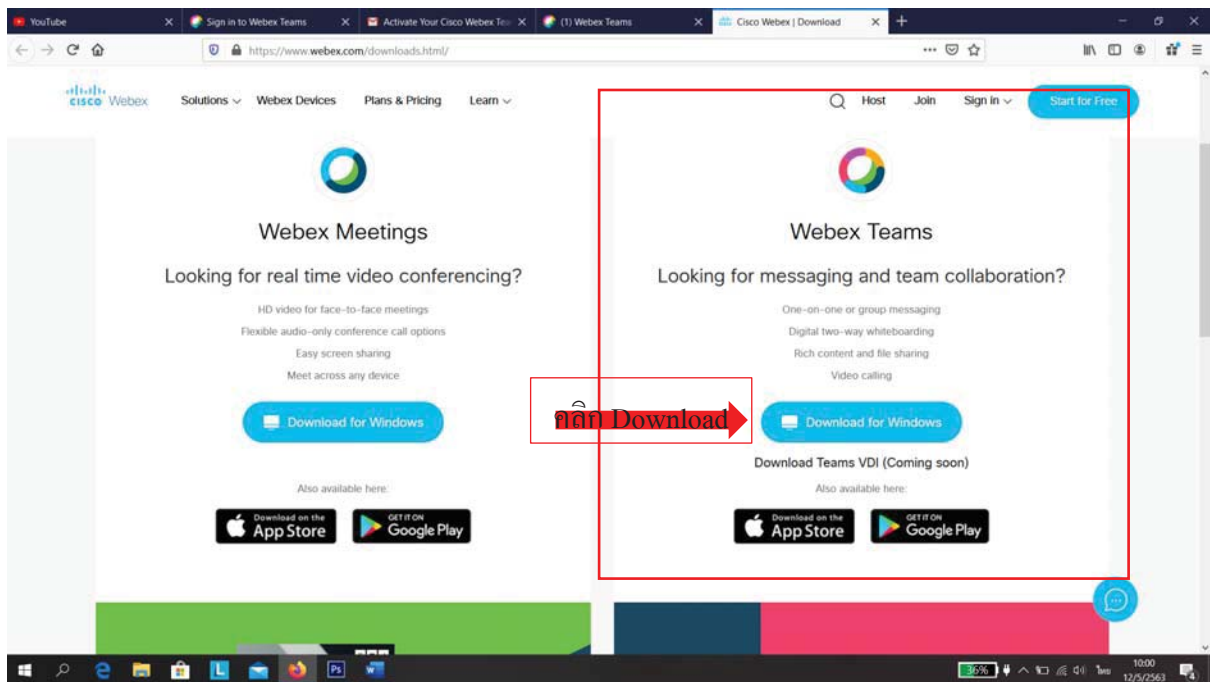 YouTube
Sign in to Webex Teams
Activate Your Cisco Webex Tea
(1) Webex Teams
Cisco Webex | Download
https://www.webex.com/downloads.html/
cisco Webex
Solutions
Webex Devices
Plans & Pricing
Learn
Host
Join
Sign in
Start for Free
Webex Meetings
Looking for real time video conferencing?
HD video for face-to-face meetings
Flexible audio-only conference call options
Easy screen sharing
Meet across any device
Download for Windows
Also available here:
Download on the
App Store
GET IT ON
Google Play
Webex Teams
Looking for messaging and team collaboration?
One-on-one or group messaging
Digital two-way whiteboarding
Rich content and file sharing
Video calling
คลิก Download
Download for Windows
Download Teams VDI (Coming soon)
Also available here:
Download on the
App Store
GET IT ON
Google Play
L
Ps
W
36%
ไทย
10:00
12/5/2563
4